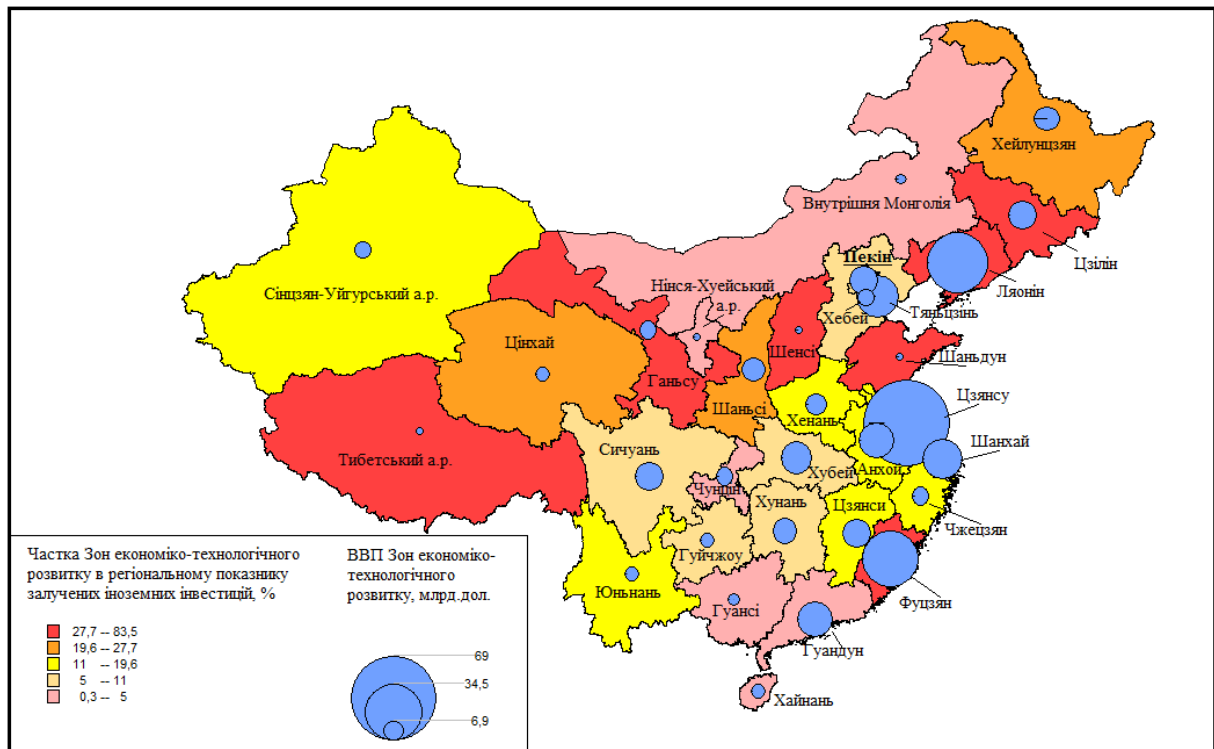 Хейлунцзян
Внутрішня Монголія
Цзілін
Пекін
Ляонін
Сінцзян-Уйгурський а.р.
Нінся-Хуейський
а.р.
Тяньцзінь
Хебей
Цінхай
Шенсі
Шаньдун
Ганьсу
Цзянсу
Шаньсі
Хенань
Шанхай
Сичуань
Тибетський а.р.
Хубей
Анхой
Чунцін
Хунань
Цзянси
Чжецзян
Гуйчжоу
Юньнань
Фуцзян
Гуансі
Гуандун
Хайнань
Частка Зон економіко-технологічного
розвитку в регіональному показнику
залучених іноземних інвестицій, %
27,7 -- 83,5
19,6 -- 27,7
11 -- 19,6
5 -- 11
0,3 -- 5
ВВП Зон економіко-
технологічного
розвитку, млрд.дол.
69
34,5
6,9